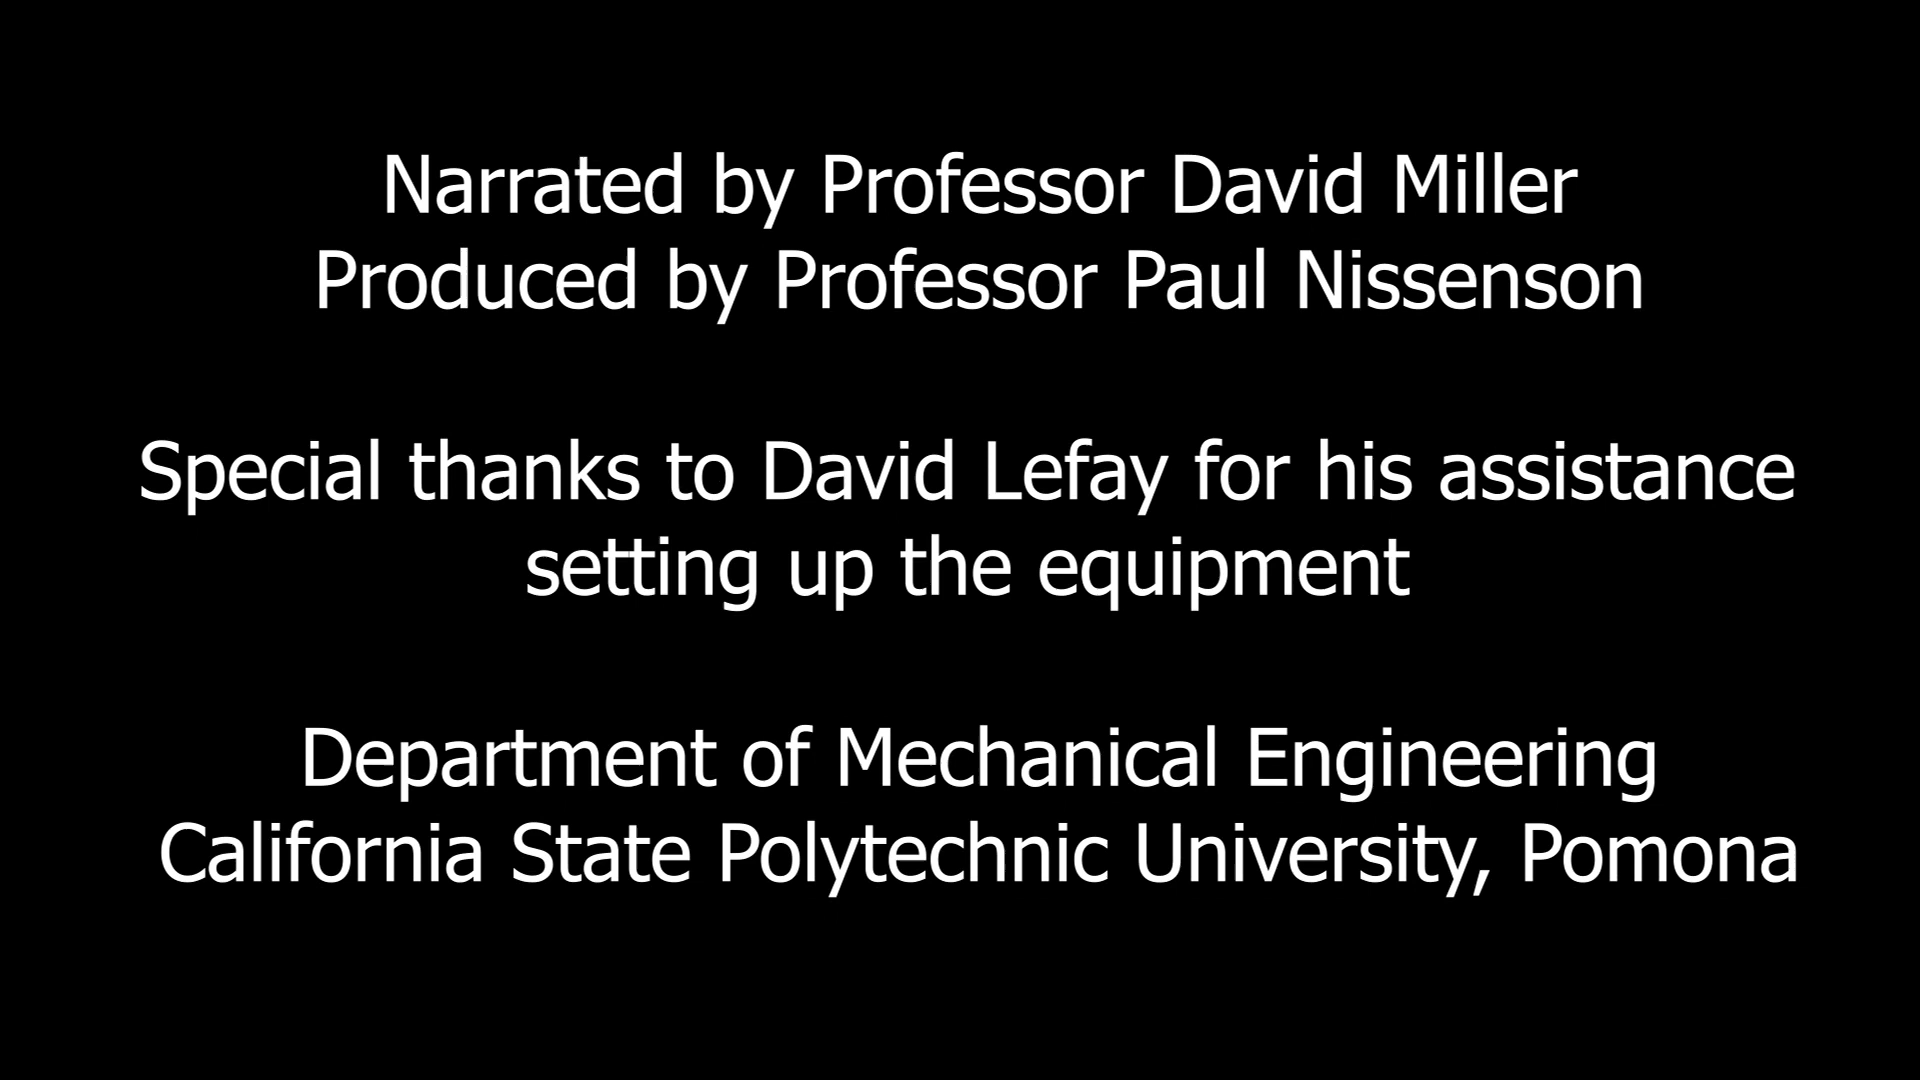 Narrated by Professor David Miller
Produced by Professor Paul Nissenson
Special thanks to David Lefay for his assistance
setting up the equipment
Department of Mechanical Engineering
California State Polytechnic University, Pomona